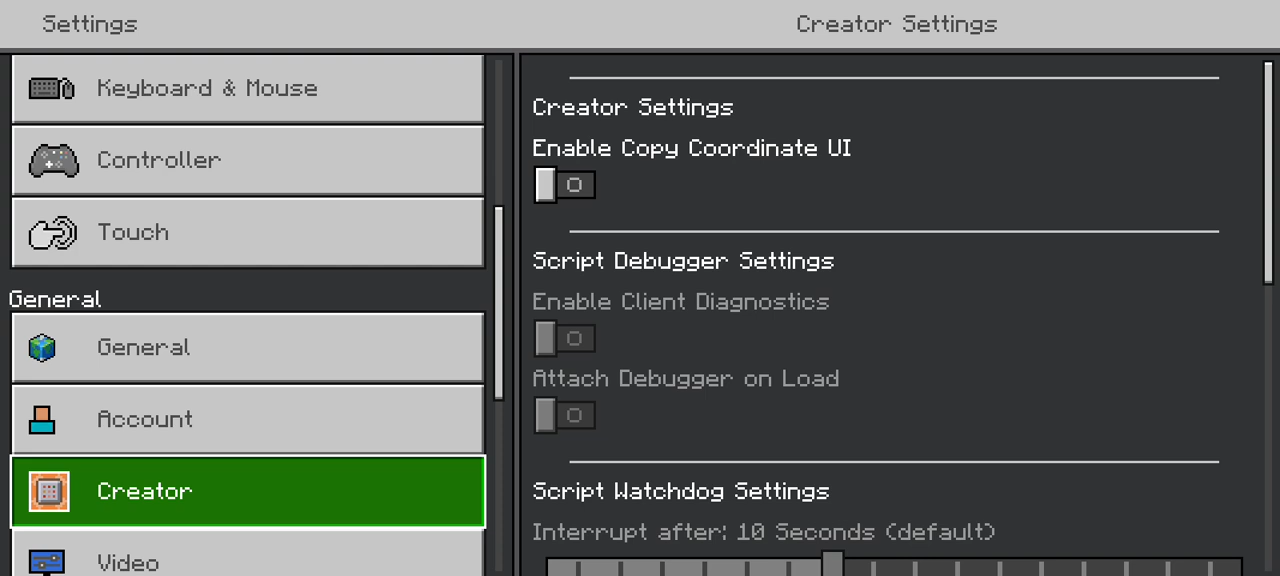 Settings
Creator Settings
Keyboard & Mouse
Controller
Touch
General
General
Account
Creator
Video
Creator Settings
Enable Copy Coordinate UI
Script Debugger Settings
Enable Client Diagnostics
Attach Debugger on Load
Script Watchdog Settings
Interrupt after: 10 Seconds (default)